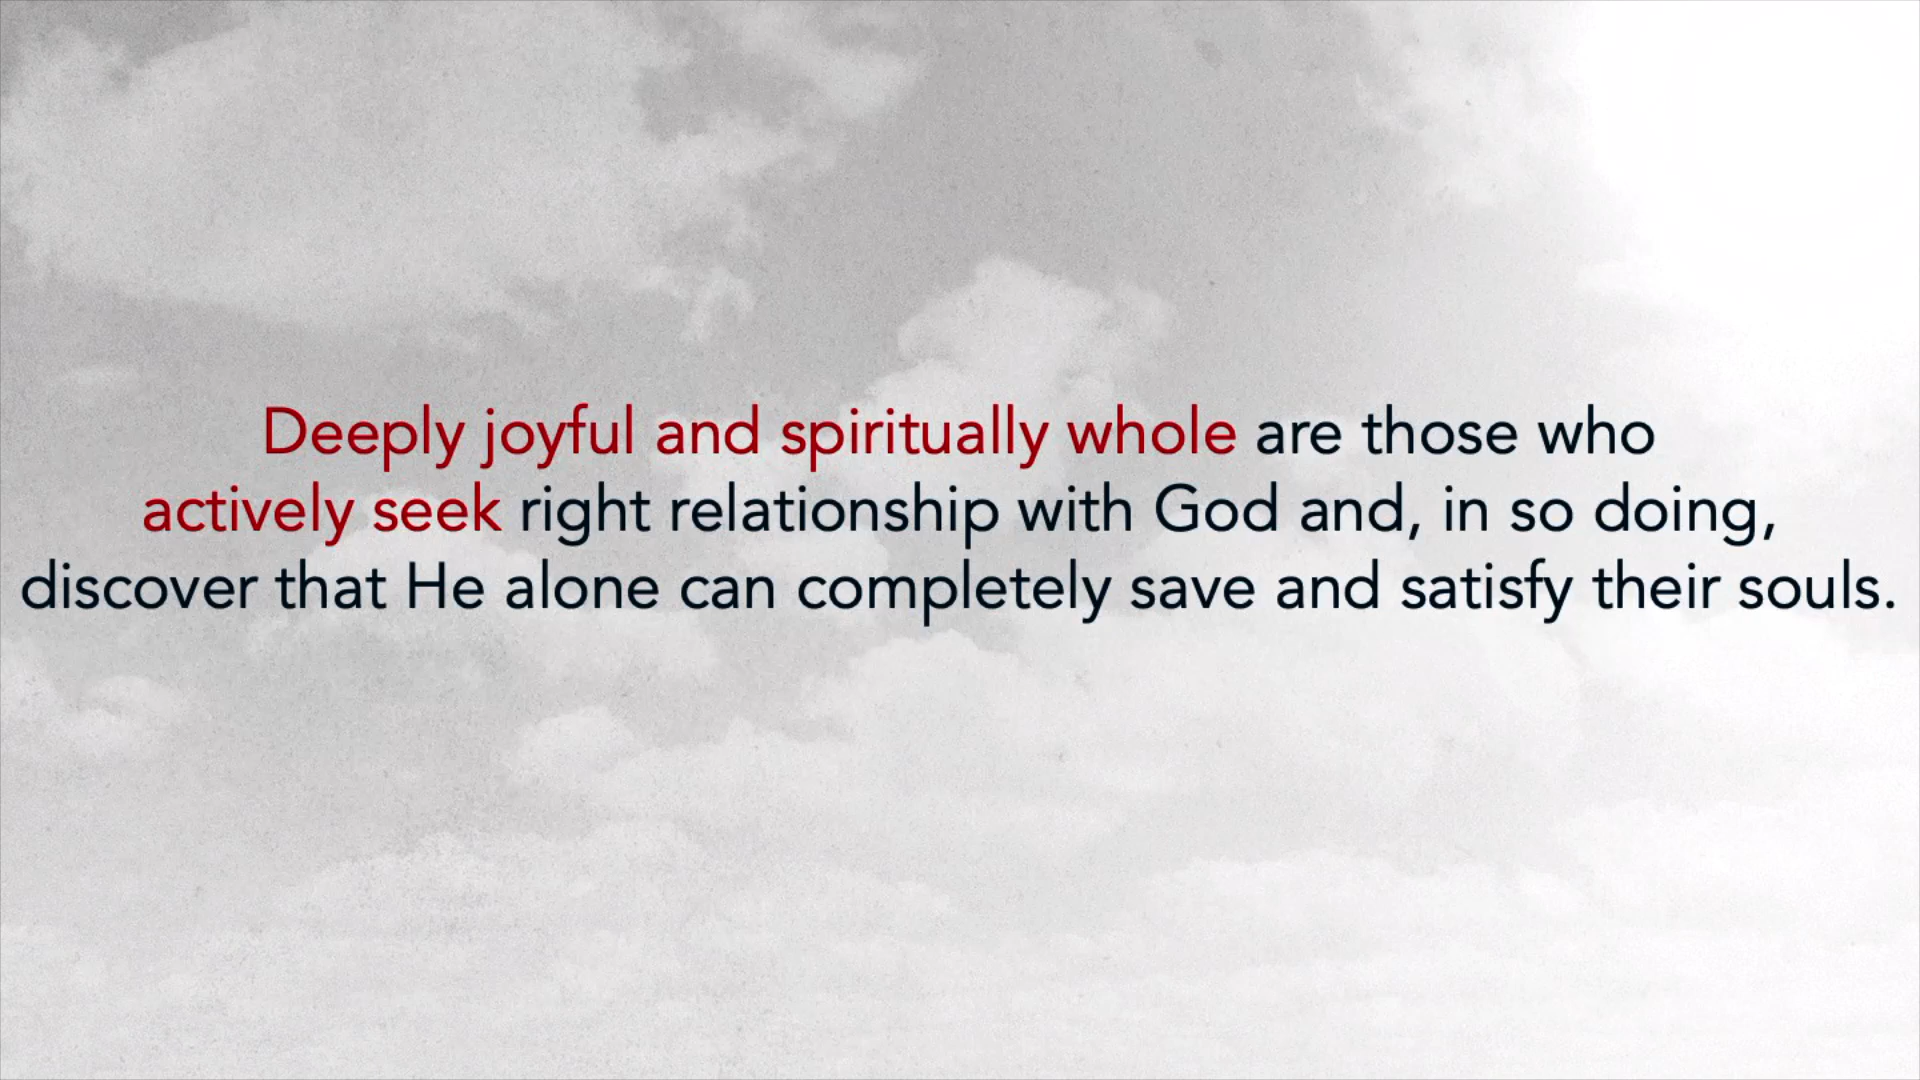 Deeply joyful and spiritually whole are those who
actively seek right relationship with God and, in so doing,
discover that He alone can completely save and satisfy their souls.